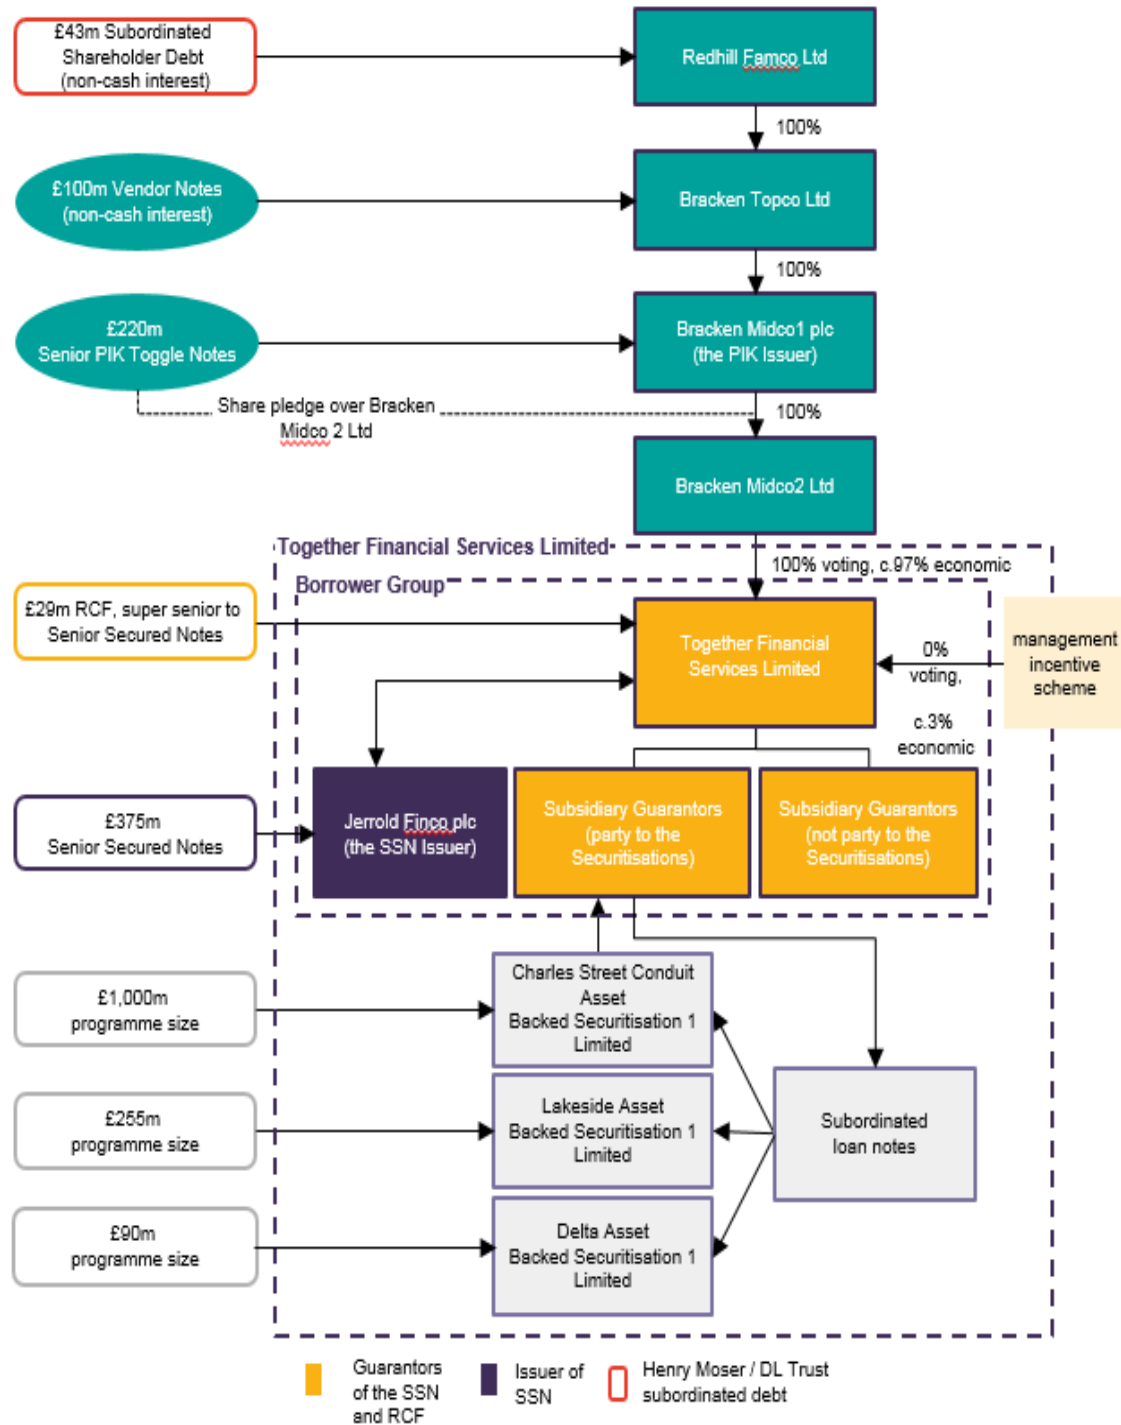 £43m Subordinated
Shareholder Debt
(non-cash interest)
Redhill Famco Ltd
100%
£100m Vendor Notes
(non-cash interest)
Bracken Topco Ltd
100%
£220m
Senior PIK Toggle Notes
Bracken Midco1 plc
(the PIK Issuer)
Share pledge over Bracken
Midco 2 Ltd
100%
Bracken Midco2 Ltd
Together Financial Services Limited
100% voting, c.97% economic
Borrower Group
£29m RCF, super senior to
Senior Secured Notes
Together Financial
Services Limited
0%
voting,
c.3%
economic
management
incentive
scheme
£375m
Senior Secured Notes
Jerrold Finco plc
(the SSN Issuer)
Subsidiary Guarantors
(party to the
Securitisations)
Subsidiary Guarantors
(not party to the
Securitisations)
£1,000m
programme size
Charles Street Conduit
Asset
Backed Securitisation 1
Limited
£255m
programme size
Lakeside Asset
Backed Securitisation 1
Limited
Subordinated
loan notes
£90m
programme size
Delta Asset
Backed Securitisation 1
Limited
Guarantors
of the SSN
and RCF
Issuer of
SSN
Henry Moser / DL Trust
subordinated debt